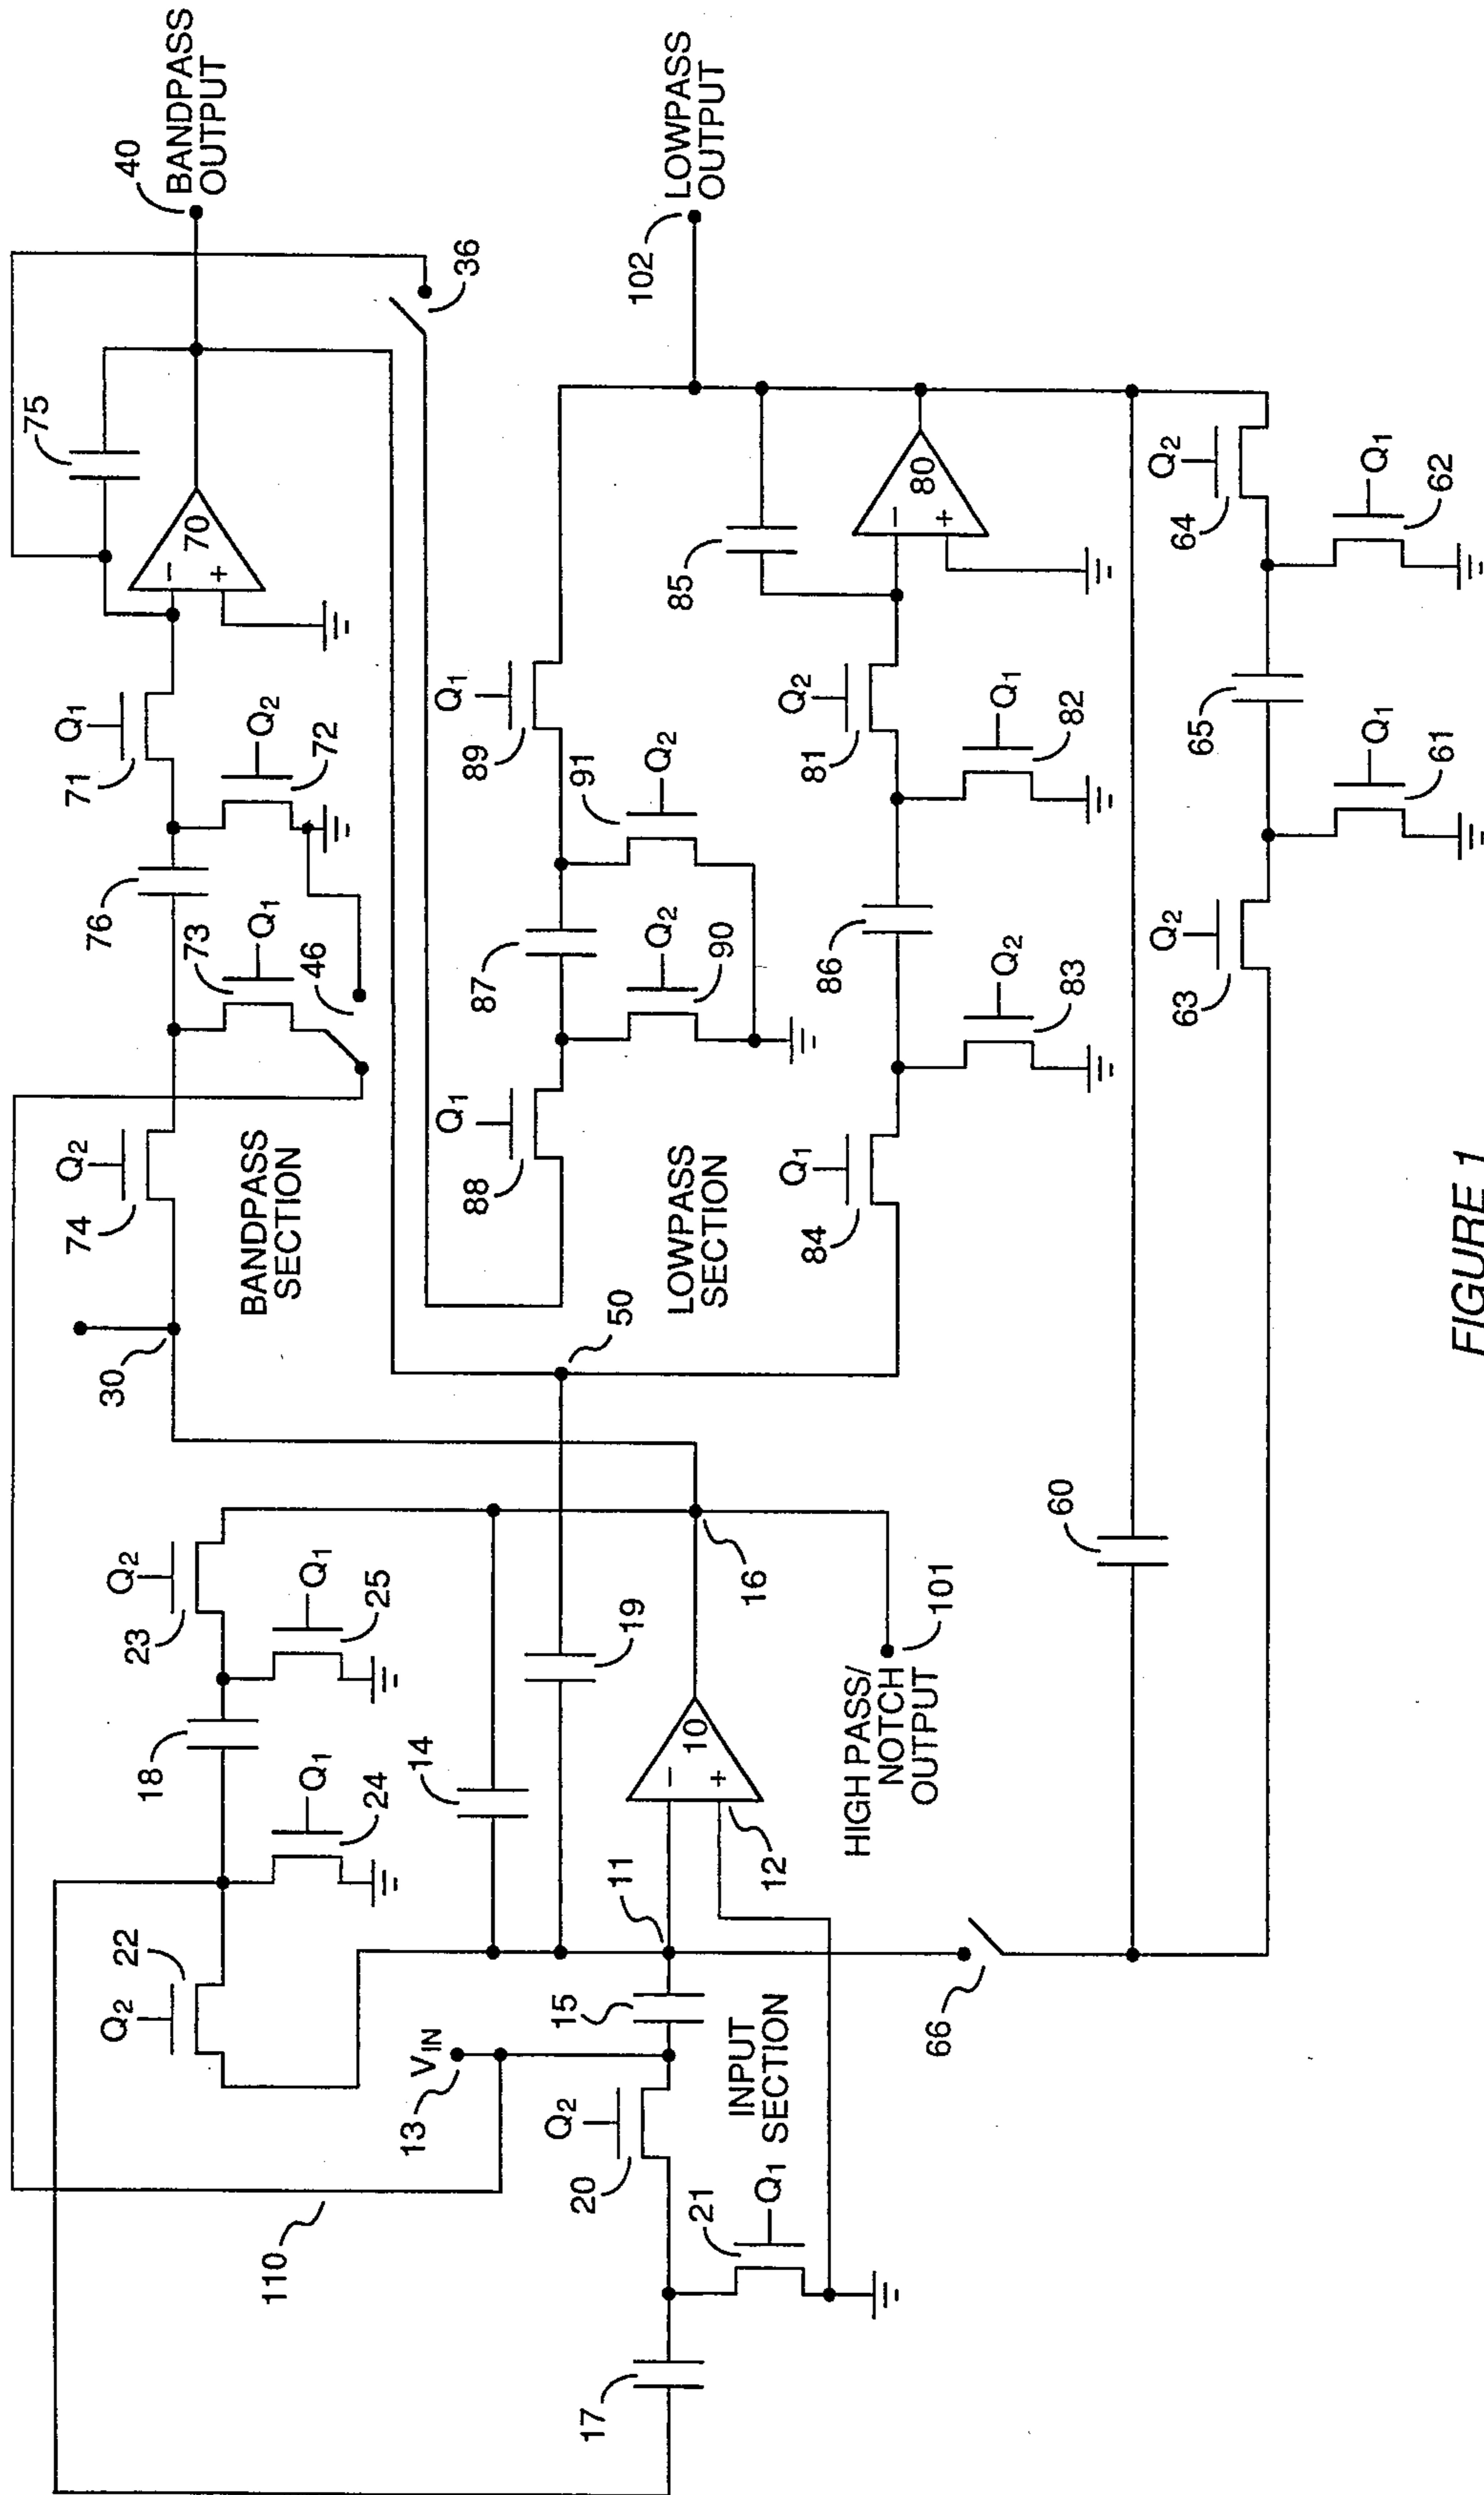 75
40
BANDPASS
OUTPUT
Q1
71
70
−
+
76
Q2
72
36
Q2
74
73
Q1
46
30
BANDPASS
SECTION
102
LOWPASS
OUTPUT
Q1
89
91
Q2
87
Q2
90
Q1
88
85
80
−
+
LOWPASS
SECTION
50
Q2
81
Q1
82
86
Q2
83
Q1
84
Q2
64
Q1
62
65
Q1
61
Q2
63
Q2
23
Q1
25
18
Q1
24
Q2
22
14
19
16
10
−
+
11
12
HIGH PASS/
NOTCH
OUTPUT
101
60
66
VIN
13
15
INPUT
SECTION
Q2
20
Q1
21
110
17
FIGURE 1